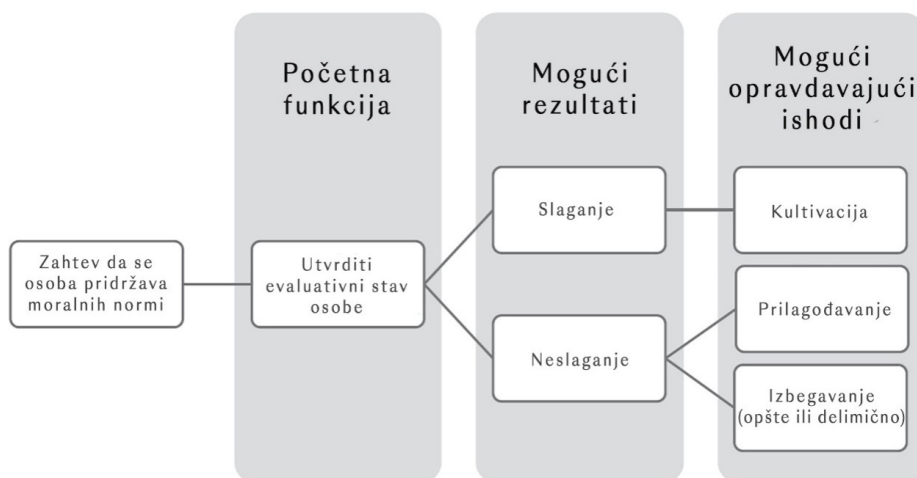 Početna
funkcija
Mogući
rezultati
Mogući
opravdavajući
ishodi
Zahtev da se
osoba pridržava
moralnih normi
Utvrditi
evaluativni stav
osobe
Slaganje
Neslaganje
Kultivacija
Prilagođavanje
Izbegavanje
(opšte ili delimično)